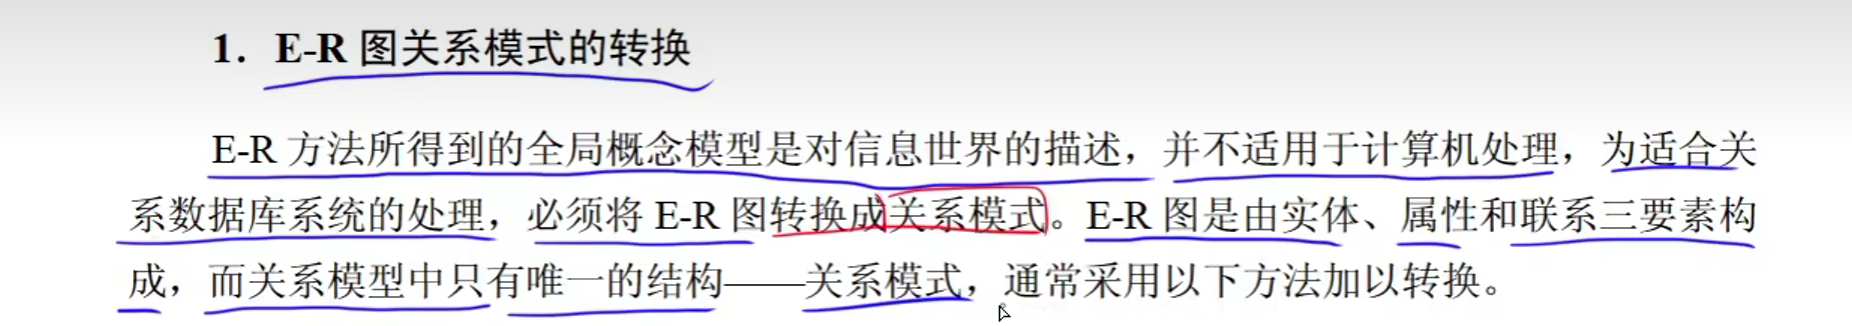 1. E-R 图关系模式的转换
E-R 方法所得到的全局概念模型是对信息世界的描述，并不适用于计算机处理，为适合关
系数据库系统的处理，必须将 E-R 图转换成关系模式。E-R 图是由实体、属性和联系三要素构
成，而关系模型中只有唯一的结构——关系模式，通常采用以下方法加以转换。